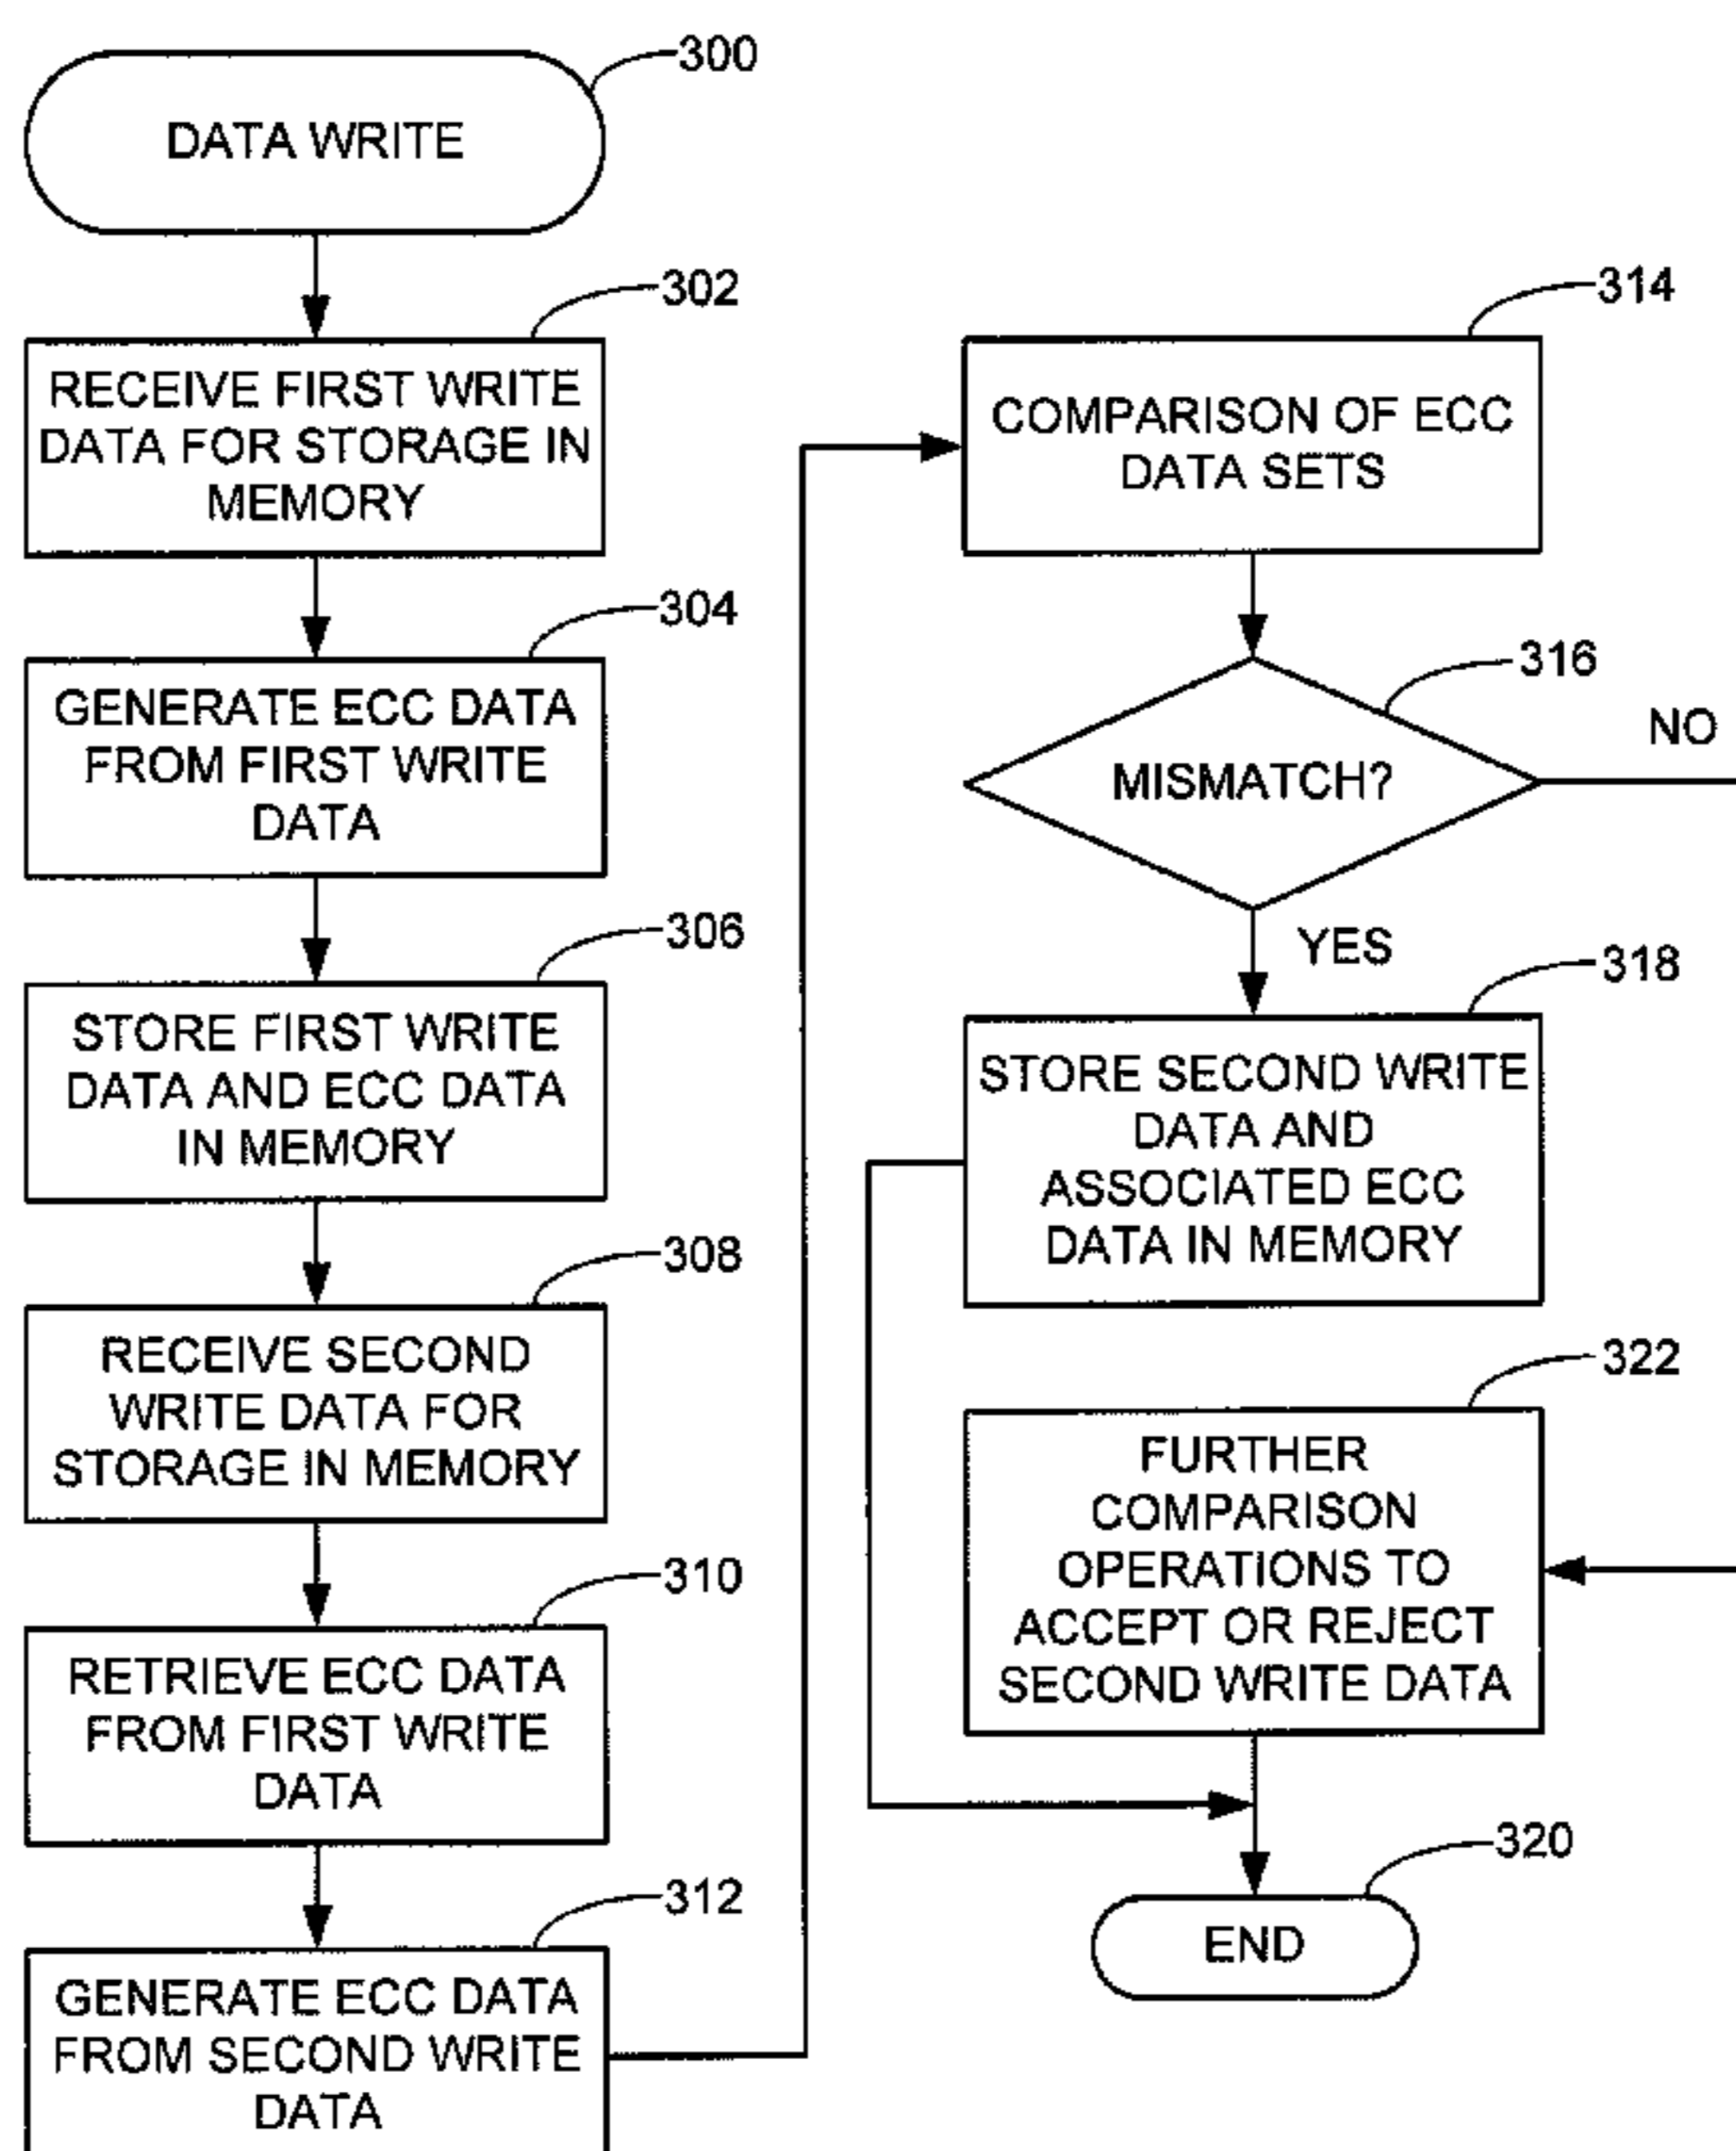 300
DATA WRITE
302
RECEIVE FIRST WRITE
DATA FOR STORAGE IN
MEMORY
304
GENERATE ECC DATA
FROM FIRST WRITE
DATA
306
STORE FIRST WRITE
DATA AND ECC DATA
IN MEMORY
308
RECEIVE SECOND
WRITE DATA FOR
STORAGE IN MEMORY
310
RETRIEVE ECC DATA
FROM FIRST WRITE
DATA
312
GENERATE ECC DATA
FROM SECOND WRITE
DATA
314
COMPARISON OF ECC
DATA SETS
316
MISMATCH?
NO
YES
318
STORE SECOND WRITE
DATA AND
ASSOCIATED ECC
DATA IN MEMORY
322
FURTHER
COMPARISON
OPERATIONS TO
ACCEPT OR REJECT
SECOND WRITE DATA
320
END